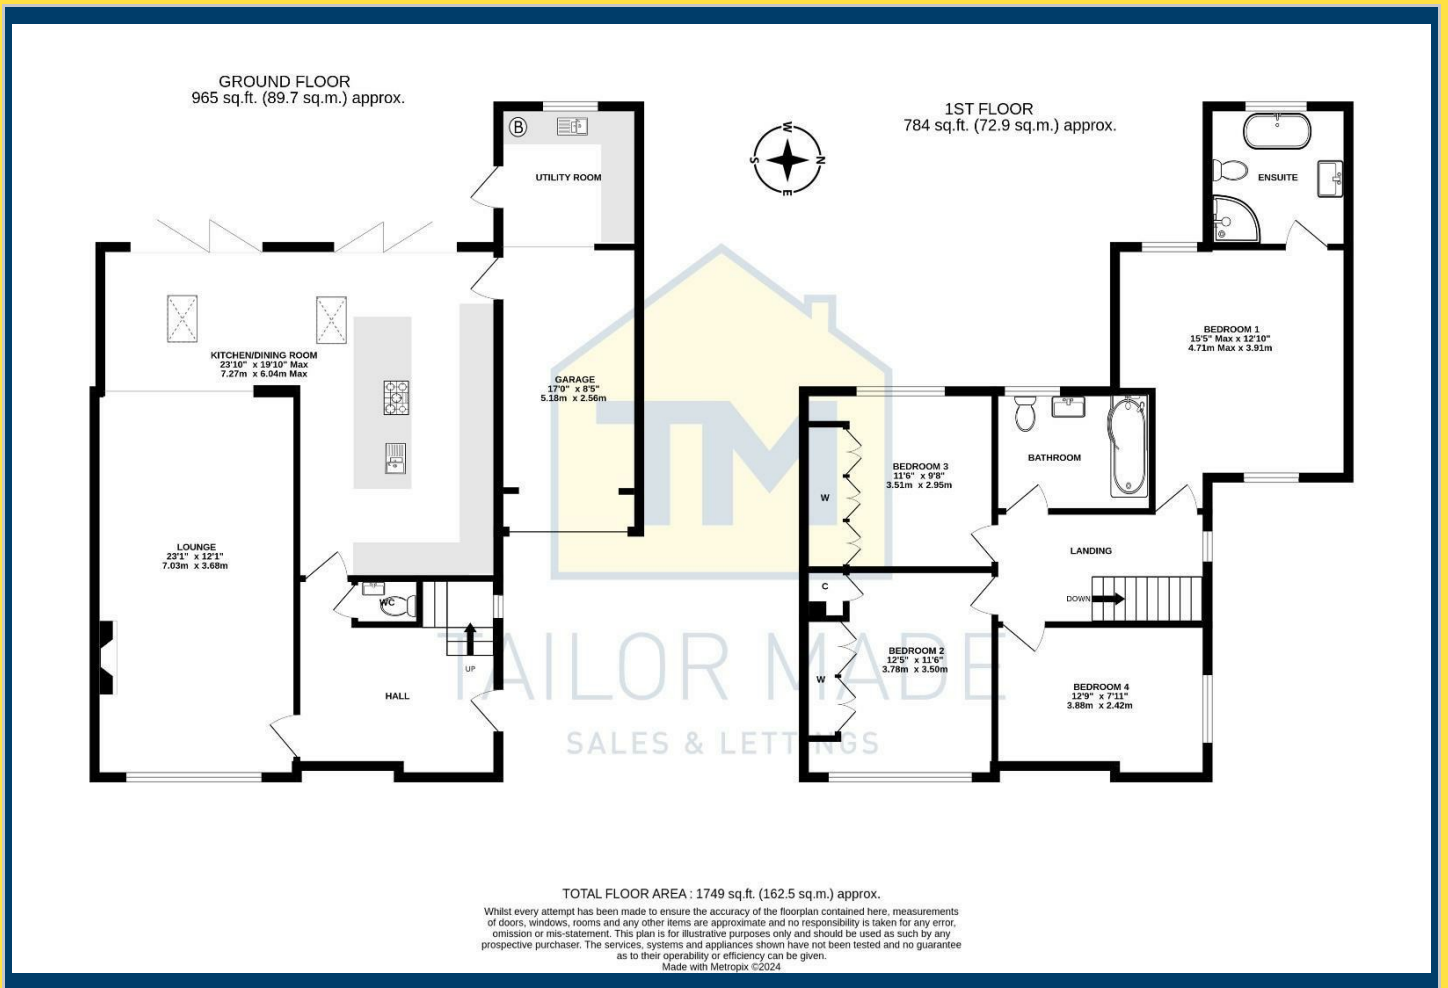 GROUND FLOOR
965 sq.ft. (89.7 sq.m.) approx.
B
UTILITY ROOM
KITCHEN/DINING ROOM
23'10" x 19'10" Max
7.27m x 6.04m Max
GARAGE
17'0" x 8'5"
5.18m x 2.56m
LOUNGE
23'1" x 12'1"
7.03m x 3.68m
WC
UP
HALL
W
S N
E
1ST FLOOR
784 sq.ft. (72.9 sq.m.) approx.
ENSUITE
BEDROOM 1
15'5" Max x 12'10"
4.71m Max x 3.91m
BATHROOM
BEDROOM 3
11'6" x 9'8"
3.51m x 2.95m
W
LANDING
C
DOWN
BEDROOM 2
12'5" x 11'6"
3.78m x 3.50m
W
BEDROOM 4
12'9" x 7'11"
3.88m x 2.42m
TM
TAILOR MADE
SALES & LETTINGS
TOTAL FLOOR AREA : 1749 sq.ft. (162.5 sq.m.) approx.
Whilst every attempt has been made to ensure the accuracy of the floorplan contained here, measurements
of doors, windows, rooms and any other items are approximate and no responsibility is taken for any error,
omission or mis-statement. This plan is for illustrative purposes only and should be used as such by any
prospective purchaser. The services, systems and appliances shown have not been tested and no guarantee
as to their operability or efficiency can be given.
Made with Metropix ©2024